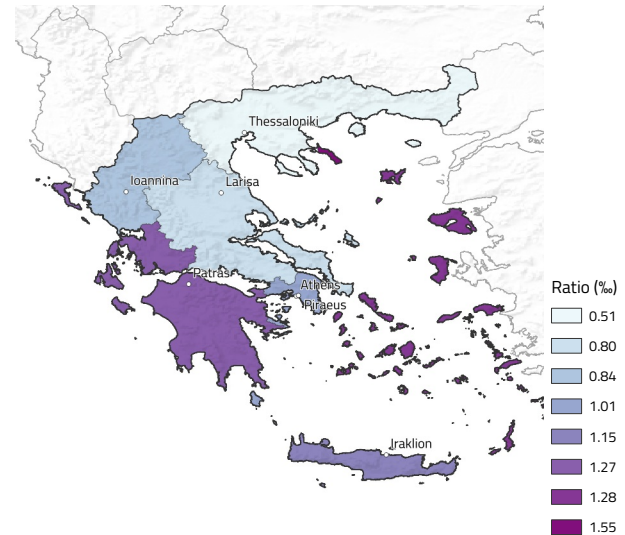 Thessaloniki
Ioannina
Larisa
Patras
Athens
Piraeus
Iraklion
Ratio (‰)
0.51
0.80
0.84
1.01
1.15
1.27
1.28
1.55